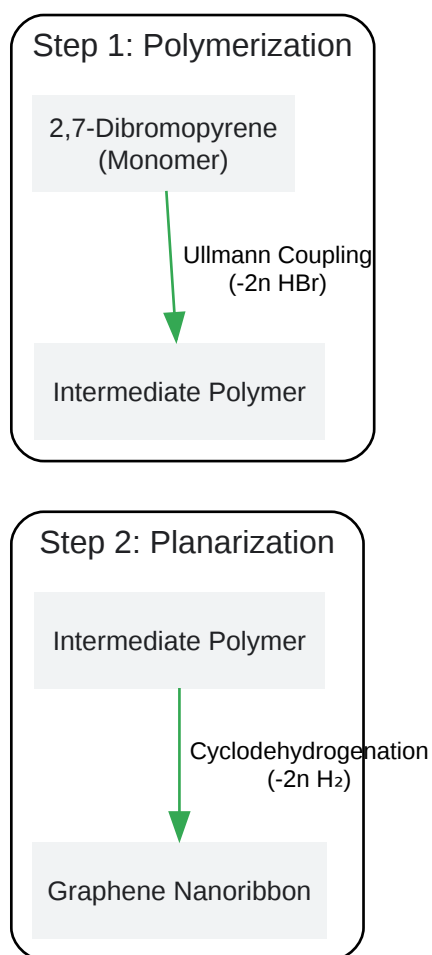 Step 1: Polymerization
2,7-Dibromopyrene
(Monomer)
Ullmann Coupling
(-2n HBr)
Intermediate Polymer
Step 2: Planarization
Intermediate Polymer
Cyclodehydrogenation
(-2n H₂)
Graphene Nanoribbon